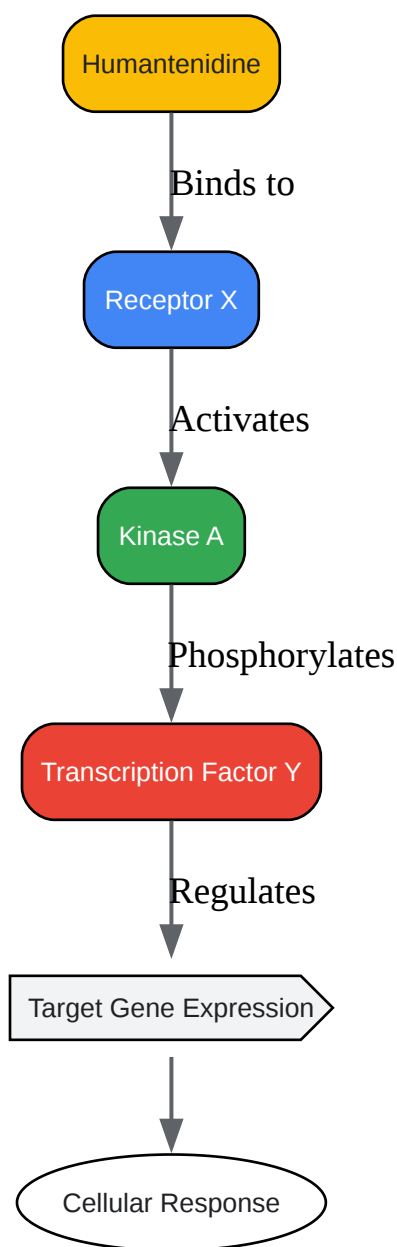 Humantenidine
Binds to
Receptor X
Activates
Kinase A
Phosphorylates
Transcription Factor Y
Regulates
Target Gene Expression
Cellular Response